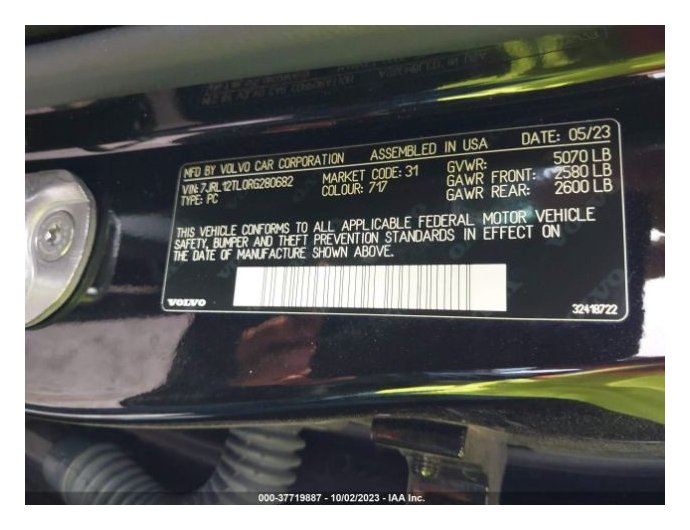 MFD BY VOLVO CAR CORPORATION ASSEMBLED IN USA DATE: 05/23
VIN: 7JRL12TL0RG280682 MARKET CODE: 31 GVWR: 5070 LB
TYPE: PC COLOUR: 717 GAWR FRONT: 2580 LB
GAWR REAR: 2600 LB
THIS VEHICLE CONFORMS TO ALL APPLICABLE FEDERAL MOTOR VEHICLE
SAFETY, BUMPER AND THEFT PREVENTION STANDARDS IN EFFECT ON
THE DATE OF MANUFACTURE SHOWN ABOVE.
VOLVO 32418722
000-37719887 - 10/02/2023 - IAA Inc.